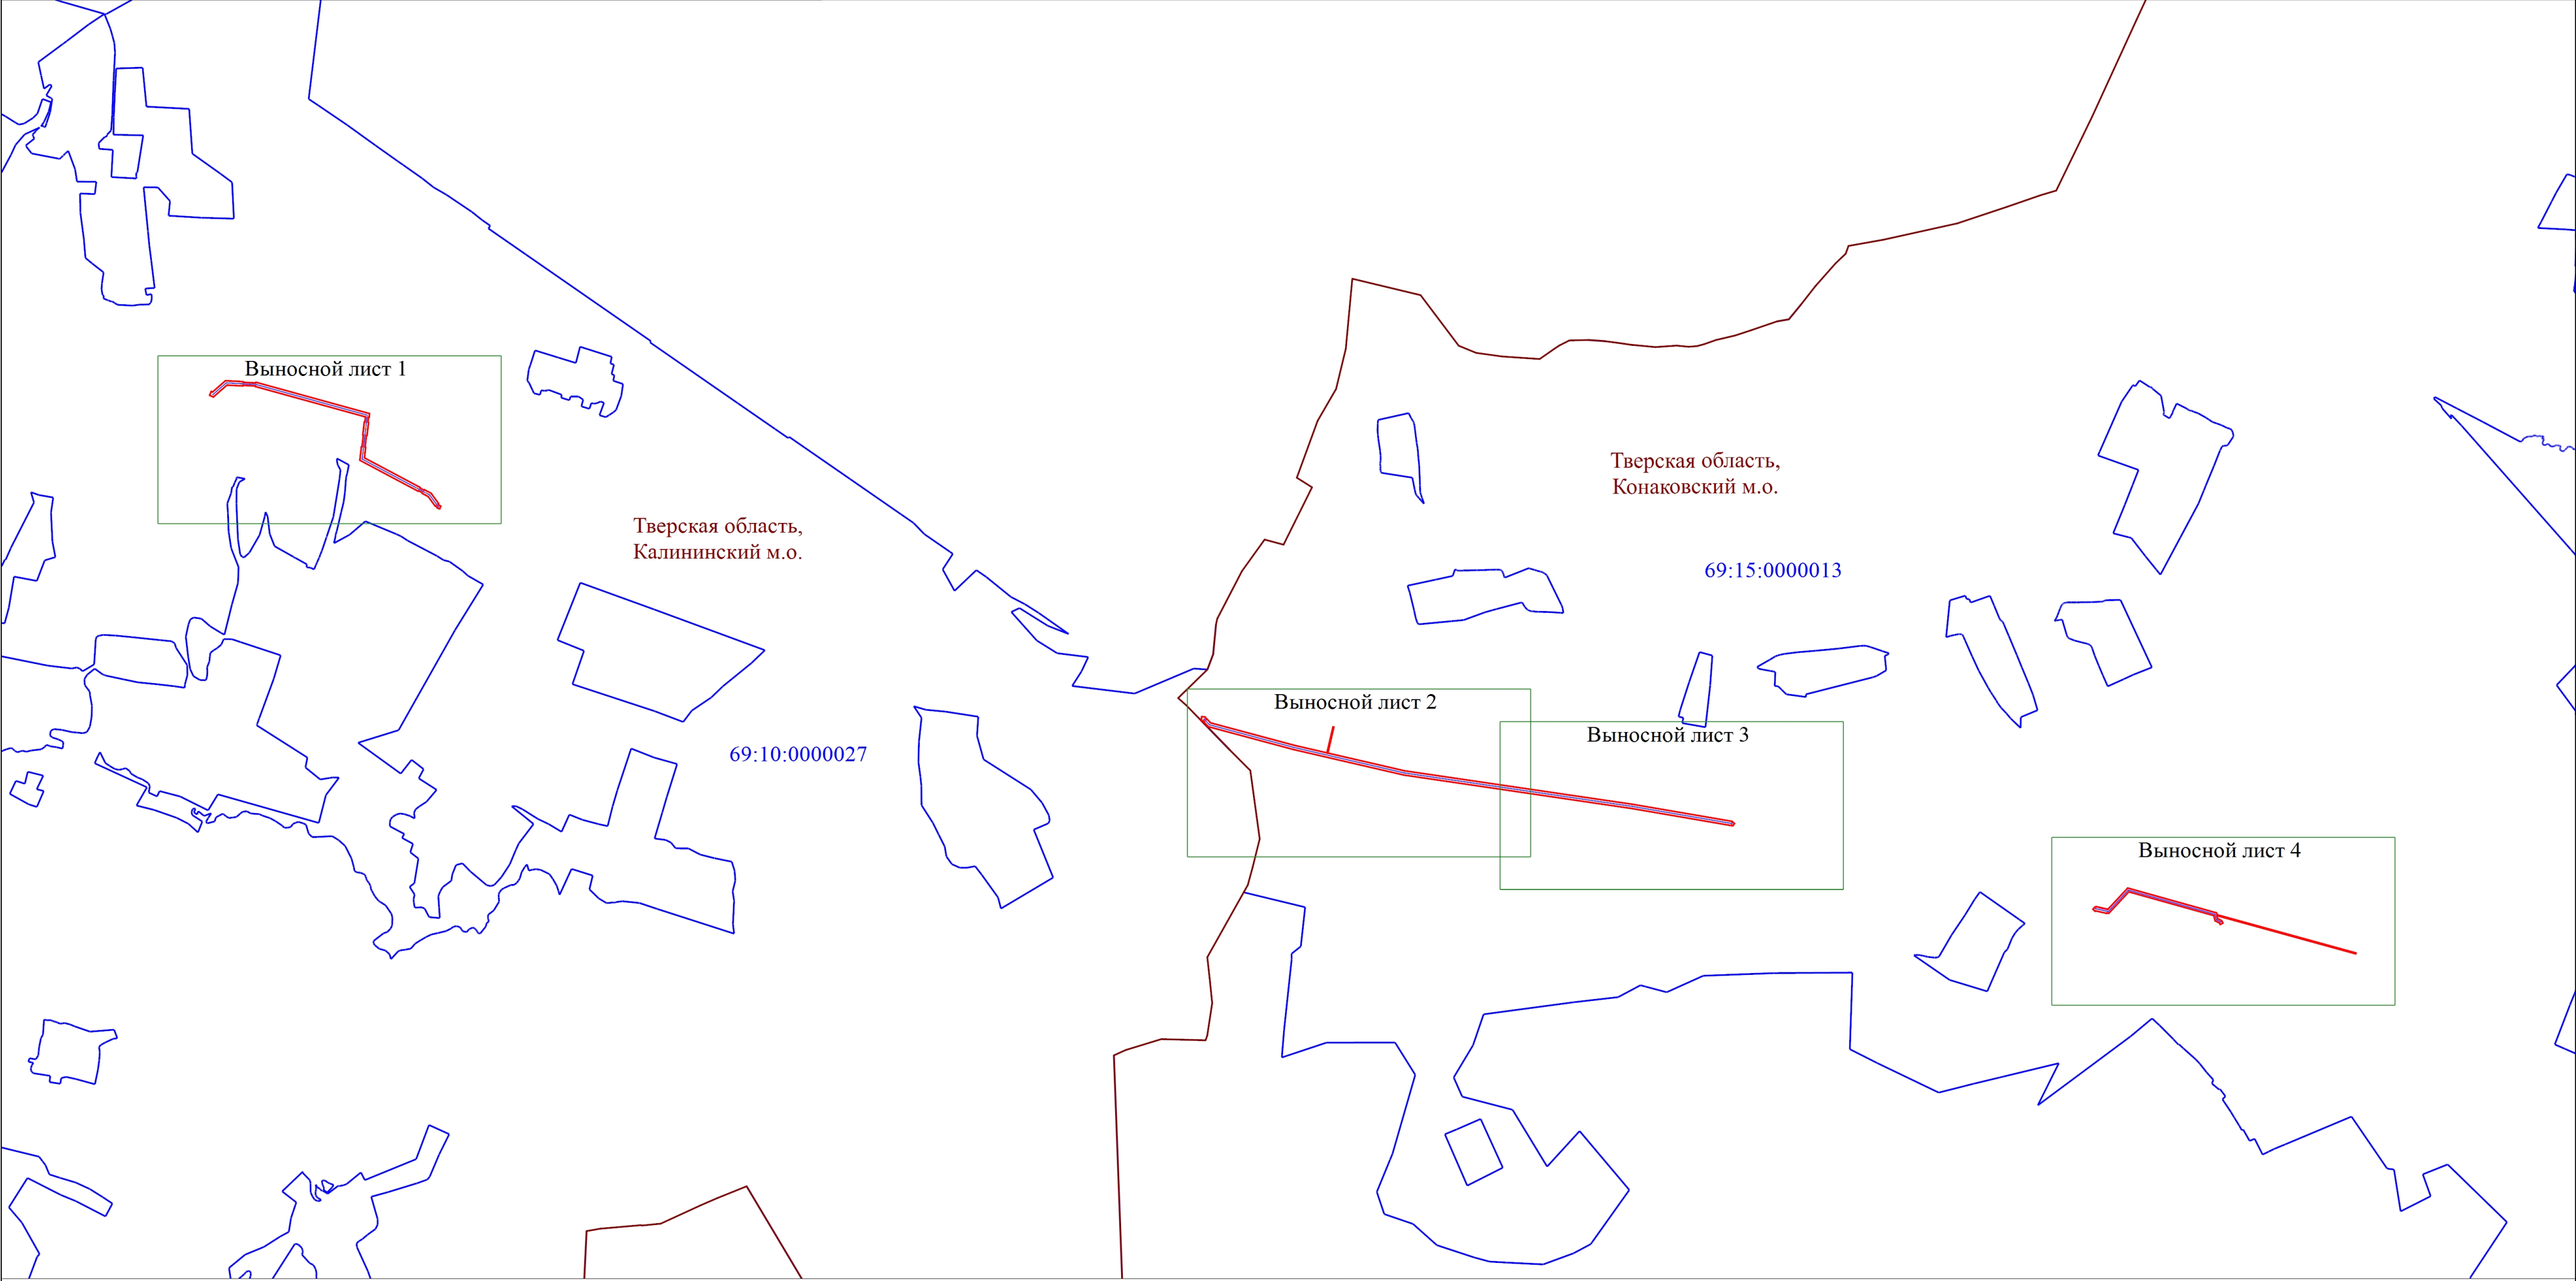 Выносной лист 1
Тверская область,
Калининский м.о.
69:10:0000027
Тверская область,
Конаковский м.о.
69:15:0000013
Выносной лист 2
Выносной лист 3
Выносной лист 4